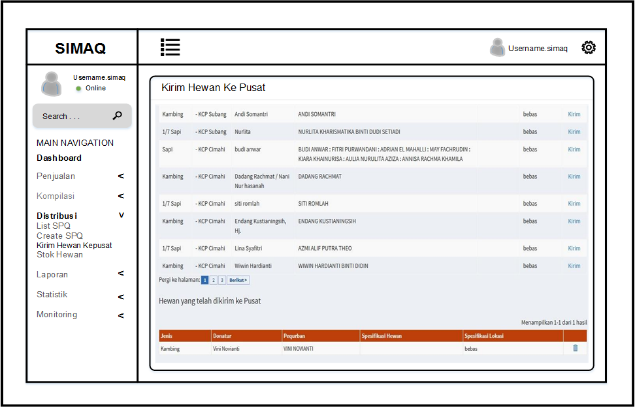 SIMAQ
Username.simaq
Username.simaq
Online
Search . . .
MAIN NAVIGATION
Dashboard
Penjualan
Kompilasi
Distribusi
List SPQ
Create SPQ
Kirim Hewan Kepusat
Stok Hewan
Laporan
Statistik
Monitoring
Kirim Hewan Ke Pusat
Kambing - KCP Subang Andi Somantri ANDI SOMANTRI bebas Kirim
1/7 Sapi - KCP Subang Nurlita NURLITA KHARISMATIKA BINTI DUDI SETIADI bebas Kirim
Sapi - KCP Cimahi budi anwar BUDI ANWAR : FITRI PURWANDANI : ADRIAN EL MAHALLI : MAY FACHRUDIN : bebas Kirim
KIARA KHAINURISA : AULIA NURULITA AZIZA : ANNISA RACHMA KHAMILA
Kambing - KCP Cimahi Dadang Rachmat / Nani DADANG RACHMAT bebas Kirim
Nur hasanah
1/7 Sapi - KCP Cimahi siti romlah SITI ROMLAH bebas Kirim
Kambing - KCP Cimahi Endang Kustianingsih, ENDANG KUSTIANINGSIH bebas Kirim
Hj.
1/7 Sapi - KCP Cimahi Lina Syafitri AZMI ALIF PUTRA THEO bebas Kirim
Kambing - KCP Cimahi Wiwin Hardianti WIWIN HARDIANTI BINTI DIDIN bebas Kirim
Pergi ke halaman: 1 2 3 Berikut >
Hewan yang telah dikirim ke Pusat
Menampilkan 1-1 dari 1 hasil
Jenis Donatur Pequrban Spesifikasi Hewan Spesifikasi Lokasi
Kambing Vini Novianti VINI NOVIANTI bebas